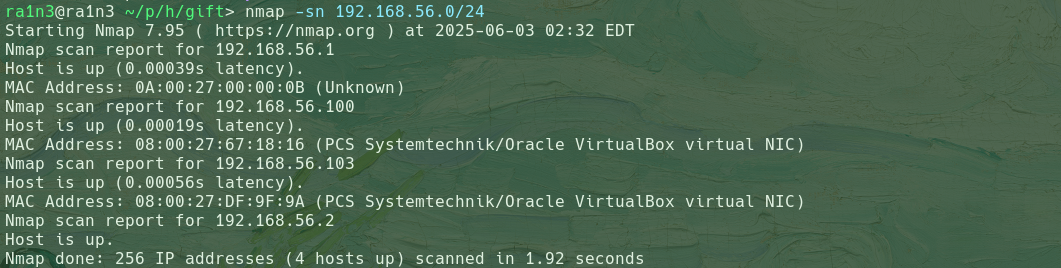 ra1n3@ra1n3 ~/p/h/gift> nmap -sn 192.168.56.0/24
Starting Nmap 7.95 ( https://nmap.org ) at 2025-06-03 02:32 EDT
Nmap scan report for 192.168.56.1
Host is up (0.00039s latency).
MAC Address: 0A:00:27:00:00:0B (Unknown)
Nmap scan report for 192.168.56.100
Host is up (0.00019s latency).
MAC Address: 08:00:27:67:18:16 (PCS Systemtechnik/Oracle VirtualBox virtual NIC)
Nmap scan report for 192.168.56.103
Host is up (0.00056s latency).
MAC Address: 08:00:27:DF:9F:9A (PCS Systemtechnik/Oracle VirtualBox virtual NIC)
Nmap scan report for 192.168.56.2
Host is up.
Nmap done: 256 IP addresses (4 hosts up) scanned in 1.92 seconds